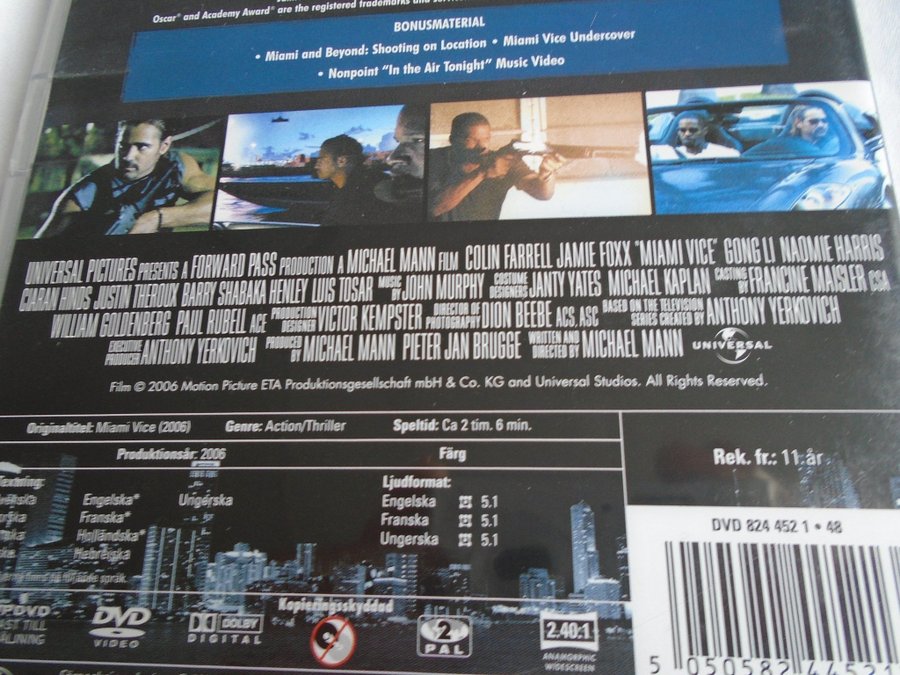 Oscar® and Academy Award® are the registered trademarks and
BONUSMATERIAL
• Miami and Beyond: Shooting on Location • Miami Vice Undercover
• Nonpoint "In the Air Tonight" Music Video
UNIVERSAL PICTURES PRESENTS A FORWARD PASS PRODUCTION A MICHAEL MANN FILM COLIN FARRELL JAMIE FOXX "MIAMI VICE" GONG LI NAOMIE HARRIS
CIARÁN HINDS JUSTIN THEROUX BARRY SHABAKA HENLEY LUIS TOSAR MUSIC BY JOHN MURPHY COSTUME DESIGNERS JANTY YATES MICHAEL KAPLAN CASTING BY FRANCINE MAISLER CSA
WILLIAM GOLDENBERG PAUL RUBELL ACE PRODUCTION DESIGNER VICTOR KEMPSTER DIRECTOR OF PHOTOGRAPHY DION BEEBE ACS, ASC BASED ON THE TELEVISION SERIES CREATED BY ANTHONY YERKOVICH
EXECUTIVE PRODUCER ANTHONY YERKOVICH PRODUCED BY MICHAEL MANN PIETER JAN BRUGGE WRITTEN AND DIRECTED BY MICHAEL MANN UNIVERSAL
Film © 2006 Motion Picture ETA Produktionsgesellschaft mbH & Co. KG and Universal Studios. All Rights Reserved.
Originaltitel: Miami Vice (2006) Genre: Action/Thriller Speltid: Ca 2 tim. 6 min.
Produktionsår: 2006 Färg
Rek. fr.: 11 år
Textning: Ljudformat:
Engelska* Ungerska Engelska 5.1
Franska* Franska 5.1
Holländska* Ungerska 5.1
Hebreiska
DVD 824 452 1 • 48
Kopieringsskyddad
DVD VIDEO
DOLBY DIGITAL
2 PAL
2.40:1
ANAMORPHIC WIDESCREEN
5 050582 44521